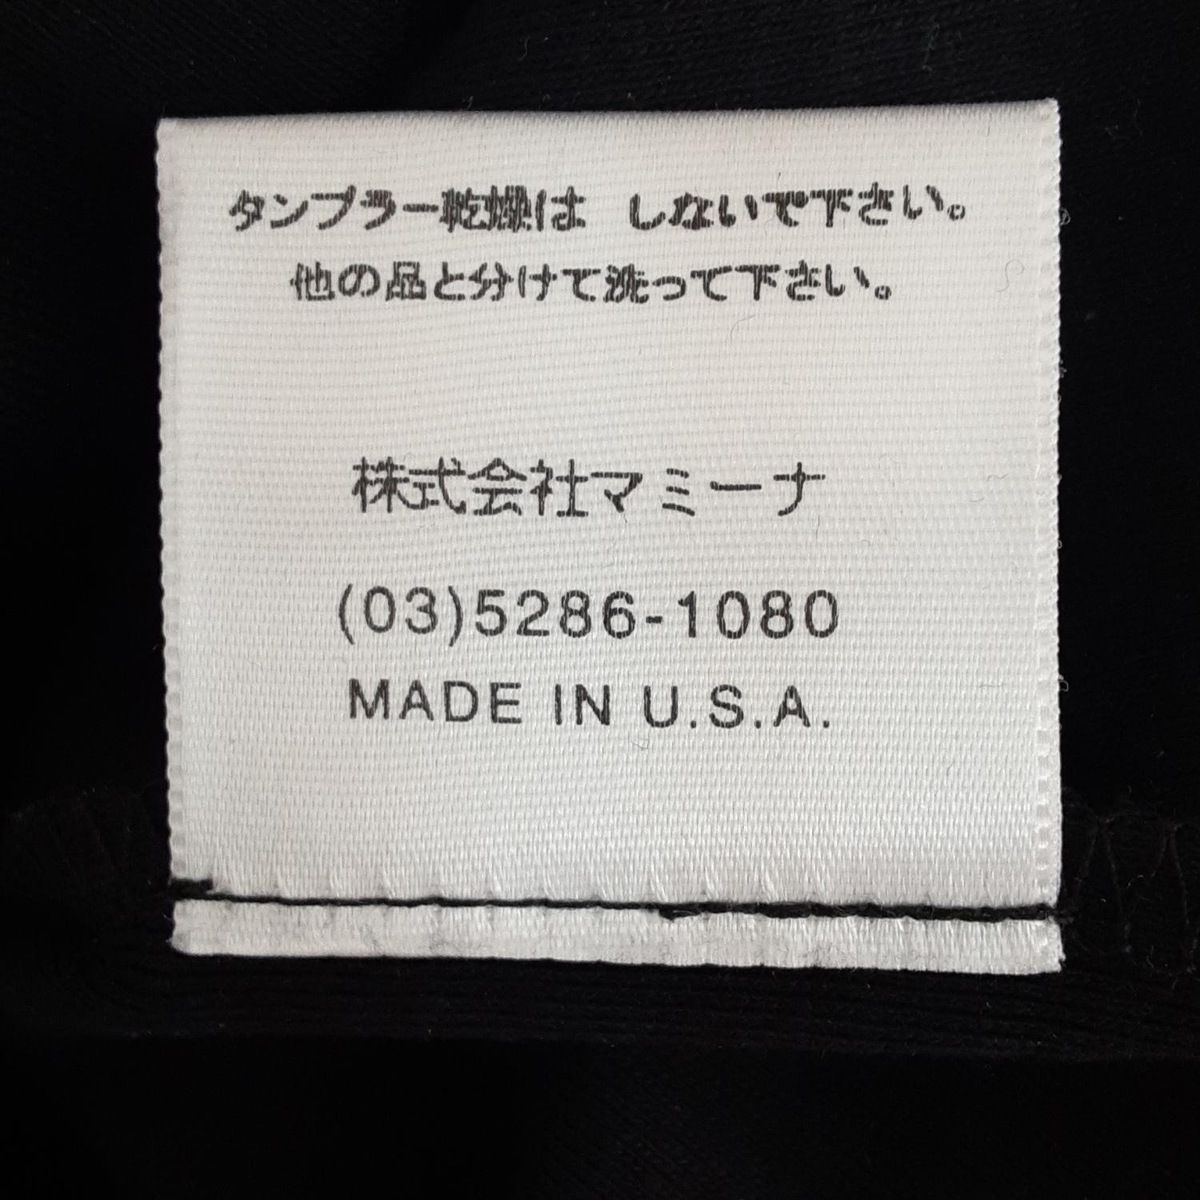 タンブラー乾燥は しないで下さい。
他の品と分けて洗って下さい。
株式会社マミーナ
(03)5286-1080
MADE IN U.S.A.